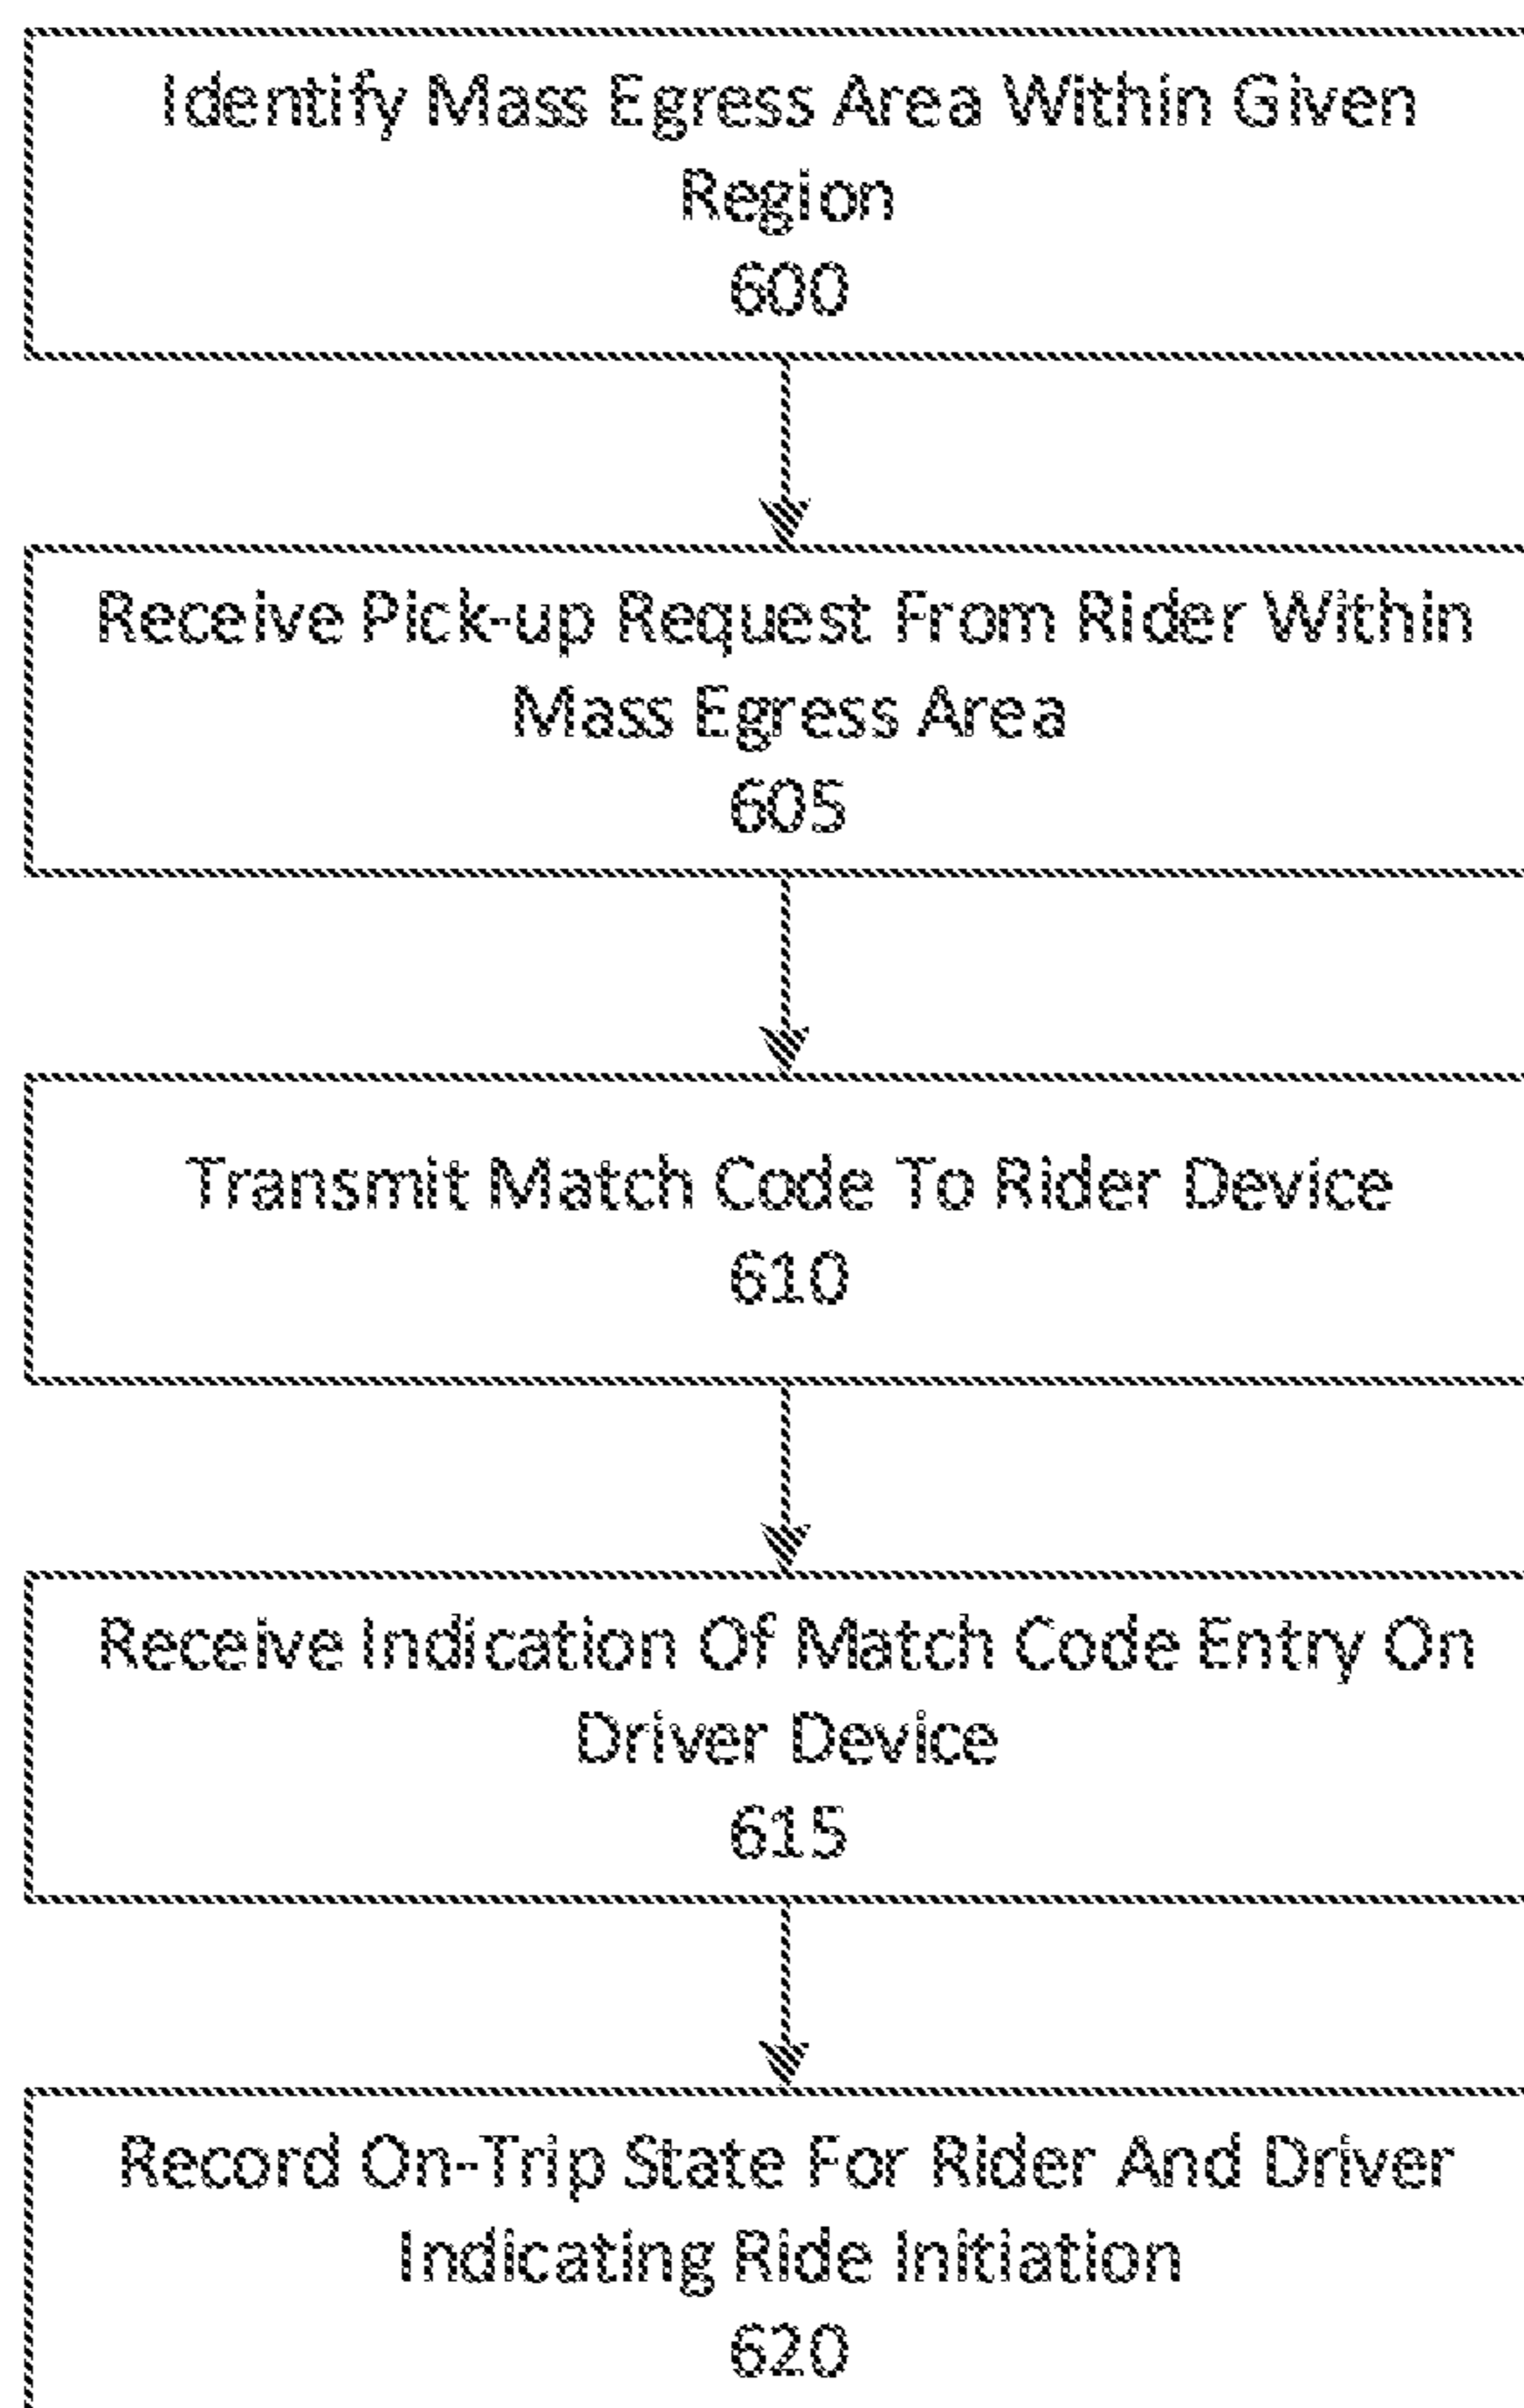 Identify Mass Egress Area Within Given
Region
600
Receive Pick-up Request From Rider Within
Mass Egress Area
605
Transmit Match Code To Rider Device
610
Receive Indication Of Match Code Entry On
Driver Device
615
Record On-Trip State For Rider And Driver
Indicating Ride Initiation
620